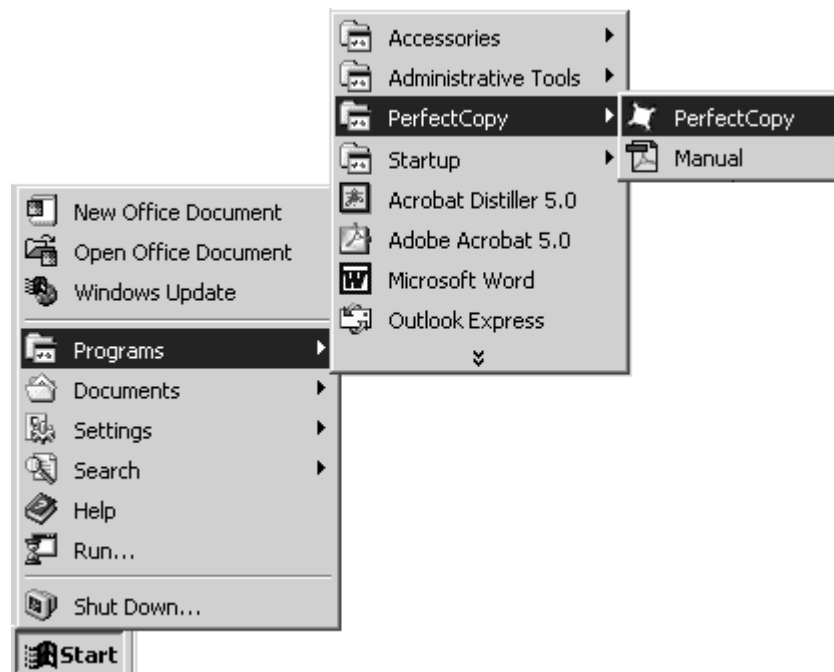 Accessories
Administrative Tools
PerfectCopy
PerfectCopy
Startup
Manual
Acrobat Distiller 5.0
Adobe Acrobat 5.0
Microsoft Word
Outlook Express
New Office Document
Open Office Document
Windows Update
Programs
Documents
Settings
Search
Help
Run...
Shut Down...
Start